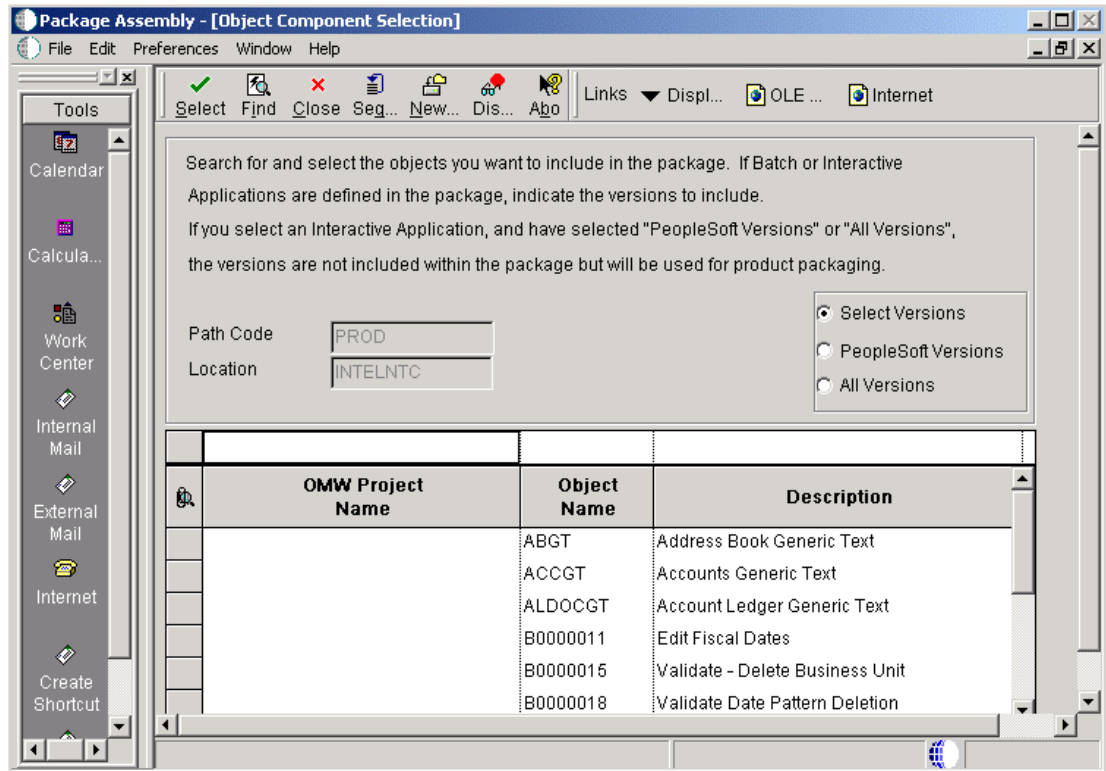 Package Assembly - [Object Component Selection]
File Edit Preferences Window Help
Tools
Select Find Close Seq... New... Dis... Abo Links Displ... OLE ... Internet
Calendar
Calcula...
Work
Center
Internal
Mail
External
Mail
Internet
Create
Shortcut
Search for and select the objects you want to include in the package. If Batch or Interactive
Applications are defined in the package, indicate the versions to include.
If you select an Interactive Application, and have selected "PeopleSoft Versions" or "All Versions",
the versions are not included within the package but will be used for product packaging.
Path Code PROD
Location INTELNTC
Select Versions
PeopleSoft Versions
All Versions
OMW Project Name Object Name Description
ABGT Address Book Generic Text
ACCGT Accounts Generic Text
ALDOCGT Account Ledger Generic Text
B0000011 Edit Fiscal Dates
B0000015 Validate - Delete Business Unit
B0000018 Validate Date Pattern Deletion